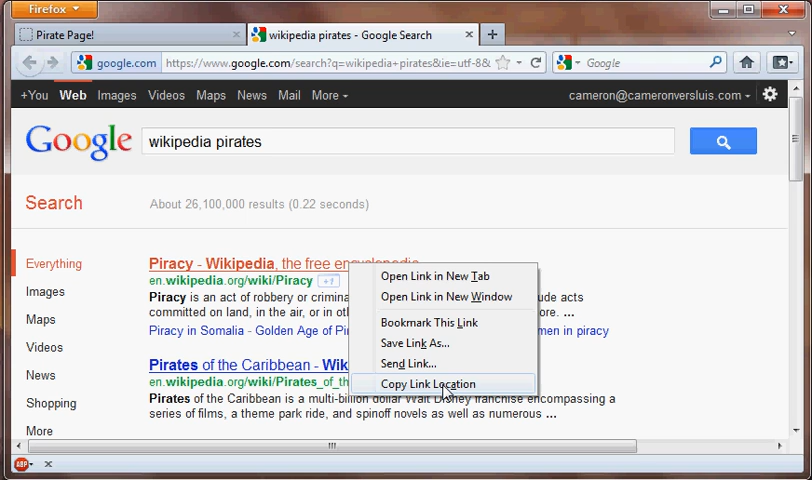 Firefox
Pirate Page!
wikipedia pirates - Google Search
google.com
https://www.google.com/search?q=wikipedia+pirates&ie=utf-8&
Google
+You Web Images Videos Maps News Mail More
cameron@cameronversluis.com
Google
wikipedia pirates
Search
About 26,100,000 results (0.22 seconds)
Everything
Images
Maps
Videos
News
Shopping
More
Piracy - Wikipedia, the free encyclopedia
en.wikipedia.org/wiki/Piracy +1
Piracy is an act of robbery or crimina ude acts
committed on land, in the air, or in ot ore. ...
Piracy in Somalia - Golden Age of Pir men in piracy
Pirates of the Caribbean - Wik
en.wikipedia.org/wiki/Pirates_of_th
Pirates of the Caribbean is a multi-billion dollar Walt Disney franchise encompassing a
series of films, a theme park ride, and spinoff novels as well as numerous ...
Open Link in New Tab
Open Link in New Window
Bookmark This Link
Save Link As...
Send Link...
Copy Link Location
ABP